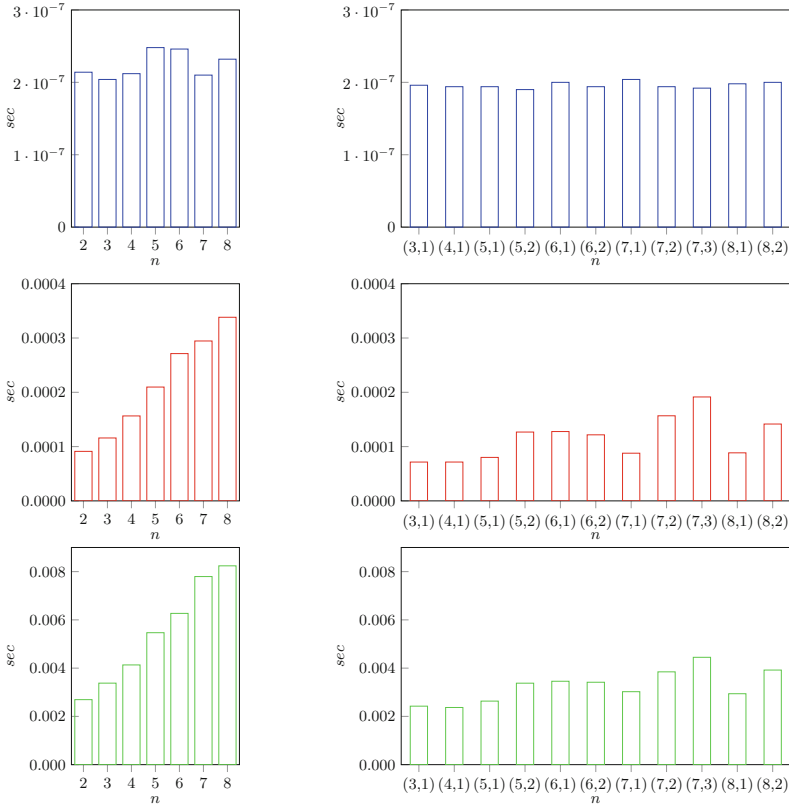 3 · 10⁻⁷
2 · 10⁻⁷
1 · 10⁻⁷
0
sec
2 3 4 5 6 7 8
n
3 · 10⁻⁷
2 · 10⁻⁷
1 · 10⁻⁷
0
sec
(3,1) (4,1) (5,1) (5,2) (6,1) (6,2) (7,1) (7,2) (7,3) (8,1) (8,2)
n
0.0004
0.0003
0.0002
0.0001
0.0000
sec
2 3 4 5 6 7 8
n
0.0004
0.0003
0.0002
0.0001
0.0000
sec
(3,1) (4,1) (5,1) (5,2) (6,1) (6,2) (7,1) (7,2) (7,3) (8,1) (8,2)
n
0.008
0.006
0.004
0.002
0.000
sec
2 3 4 5 6 7 8
n
0.008
0.006
0.004
0.002
0.000
sec
(3,1) (4,1) (5,1) (5,2) (6,1) (6,2) (7,1) (7,2) (7,3) (8,1) (8,2)
n